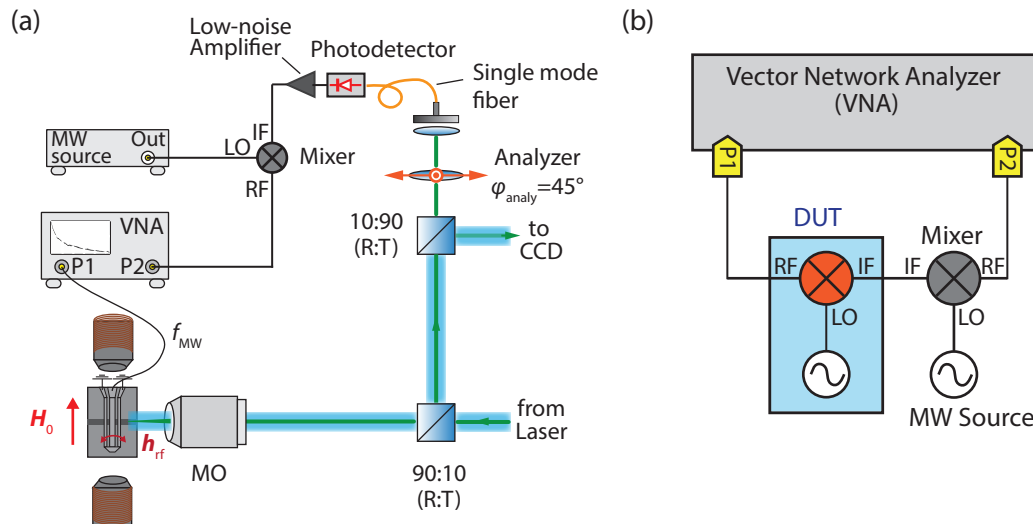 (a)
Low-noise
Amplifier
Photodetector
Single mode
fiber
MW
source
Out
LO
IF
Mixer
RF
Analyzer
φanaly=45°
VNA
P1
P2
10:90
(R:T)
to
CCD
fMW
H0
hrf
MO
from
Laser
90:10
(R:T)
(b)
Vector Network Analyzer
(VNA)
P1
P2
DUT
Mixer
RF
IF
IF
RF
LO
LO
MW Source